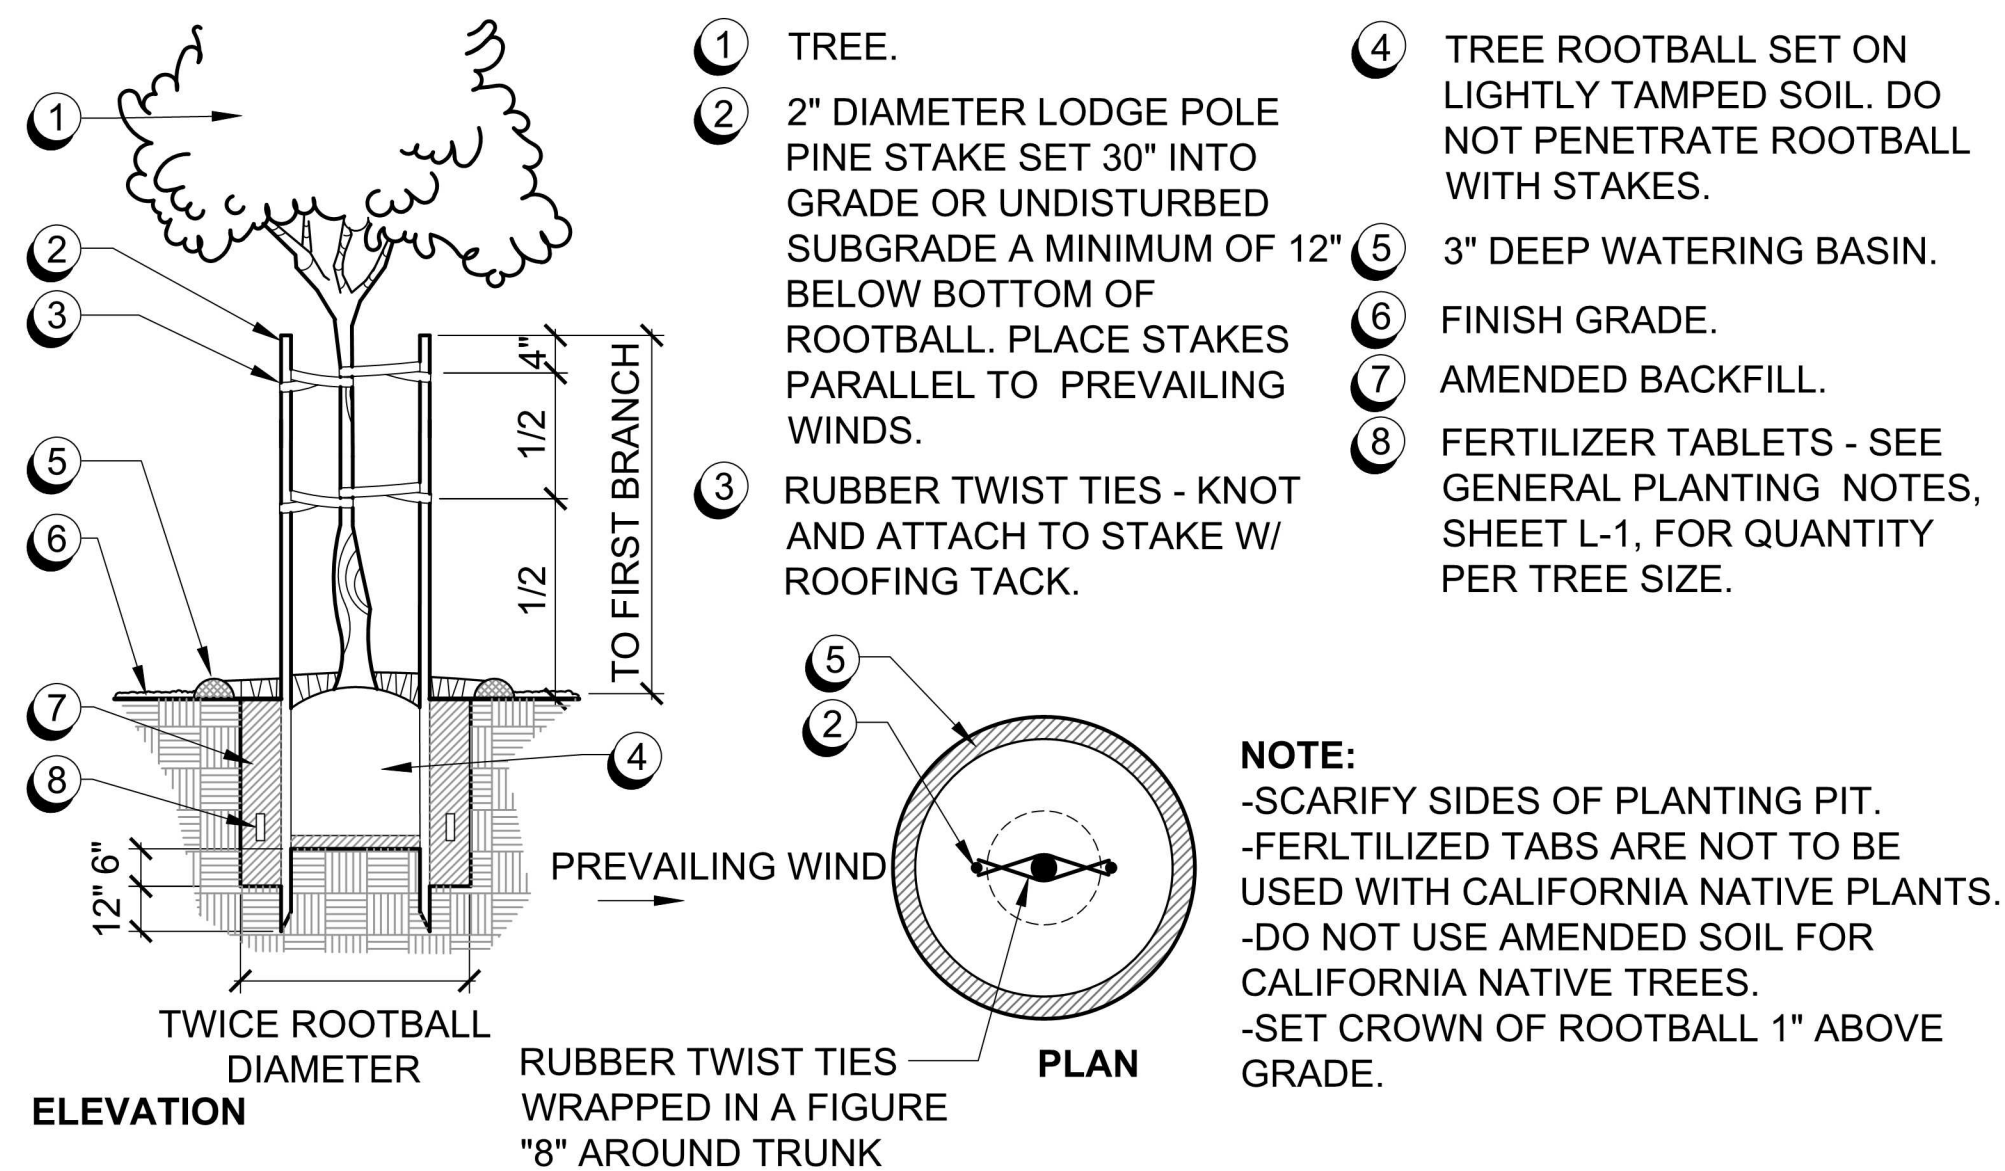 1
2
3
5
6
7
8
4
4"
1/2
1/2
TO FIRST BRANCH
6"
12"
TWICE ROOTBALL
DIAMETER
ELEVATION
1 TREE.
2 2" DIAMETER LODGE POLE
PINE STAKE SET 30" INTO
GRADE OR UNDISTURBED
SUBGRADE A MINIMUM OF 12"
BELOW BOTTOM OF
ROOTBALL. PLACE STAKES
PARALLEL TO PREVAILING
WINDS.
3 RUBBER TWIST TIES - KNOT
AND ATTACH TO STAKE W/
ROOFING TACK.
4 TREE ROOTBALL SET ON
LIGHTLY TAMPED SOIL. DO
NOT PENETRATE ROOTBALL
WITH STAKES.
5 3" DEEP WATERING BASIN.
6 FINISH GRADE.
7 AMENDED BACKFILL.
8 FERTILIZER TABLETS - SEE
GENERAL PLANTING NOTES,
SHEET L-1, FOR QUANTITY
PER TREE SIZE.
5
2
PREVAILING WIND
RUBBER TWIST TIES
WRAPPED IN A FIGURE
"8" AROUND TRUNK
PLAN
NOTE:
-SCARIFY SIDES OF PLANTING PIT.
-FERLTILIZED TABS ARE NOT TO BE
USED WITH CALIFORNIA NATIVE PLANTS.
-DO NOT USE AMENDED SOIL FOR
CALIFORNIA NATIVE TREES.
-SET CROWN OF ROOTBALL 1" ABOVE
GRADE.